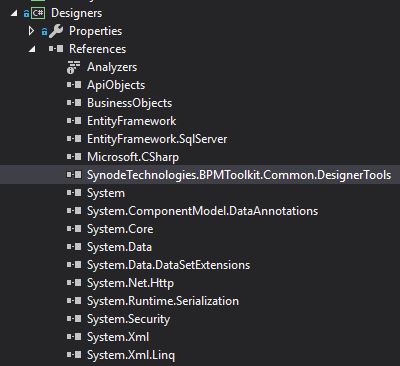 C# Designers
Properties
References
Analyzers
ApiObjects
BusinessObjects
EntityFramework
EntityFramework.SqlServer
Microsoft.CSharp
SynodeTechnologies.BPMToolkit.Common.DesignerTools
System
System.ComponentModel.DataAnnotations
System.Core
System.Data
System.Data.DataSetExtensions
System.Net.Http
System.Runtime.Serialization
System.Security
System.Xml
System.Xml.Linq